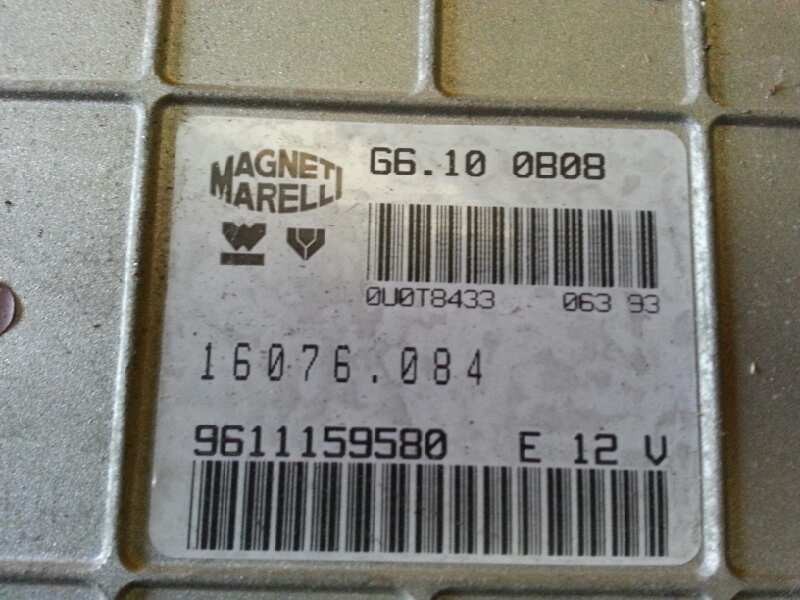 MAGNETI
MARELLI
G6.10 0B08
0U0T8433 063 93
16076.084
9611159580 E 12 V